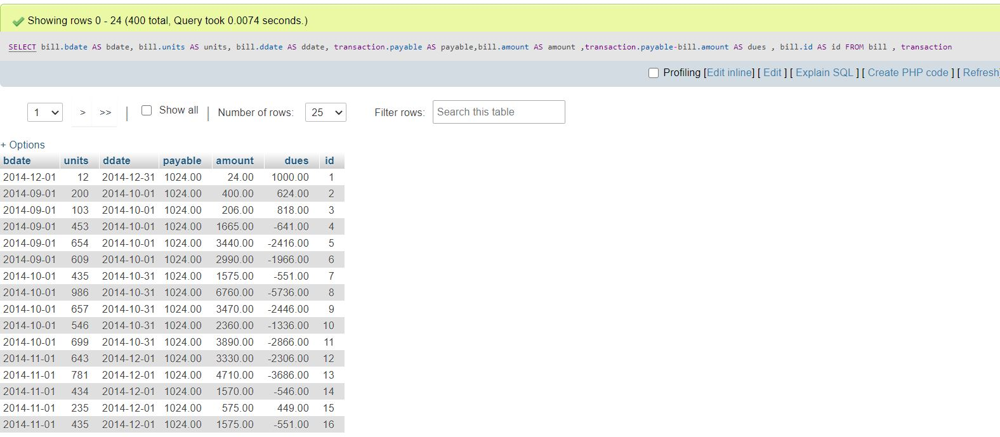 Showing rows 0 - 24 (400 total, Query took 0.0074 seconds.)
SELECT bill.bdate AS bdate, bill.units AS units, bill.ddate AS ddate, transaction.payable AS payable,bill.amount AS amount ,transaction.payable-bill.amount AS dues , bill.id AS id FROM bill , transaction
Profiling [Edit inline] [ Edit ] [ Explain SQL ] [ Create PHP code ] [ Refresh]
1 > >> | Show all | Number of rows: 25 Filter rows: Search this table
+ Options
bdate units ddate payable amount dues id
2014-12-01 12 2014-12-31 1024.00 24.00 1000.00 1
2014-09-01 200 2014-10-01 1024.00 400.00 624.00 2
2014-09-01 103 2014-10-01 1024.00 206.00 818.00 3
2014-09-01 453 2014-10-01 1024.00 1665.00 -641.00 4
2014-09-01 654 2014-10-01 1024.00 3440.00 -2416.00 5
2014-09-01 609 2014-10-01 1024.00 2990.00 -1966.00 6
2014-10-01 435 2014-10-31 1024.00 1575.00 -551.00 7
2014-10-01 986 2014-10-31 1024.00 6760.00 -5736.00 8
2014-10-01 657 2014-10-31 1024.00 3470.00 -2446.00 9
2014-10-01 546 2014-10-31 1024.00 2360.00 -1336.00 10
2014-10-01 699 2014-10-31 1024.00 3890.00 -2866.00 11
2014-11-01 643 2014-12-01 1024.00 3330.00 -2306.00 12
2014-11-01 781 2014-12-01 1024.00 4710.00 -3686.00 13
2014-11-01 434 2014-12-01 1024.00 1570.00 -546.00 14
2014-11-01 235 2014-12-01 1024.00 575.00 449.00 15
2014-11-01 435 2014-12-01 1024.00 1575.00 -551.00 16